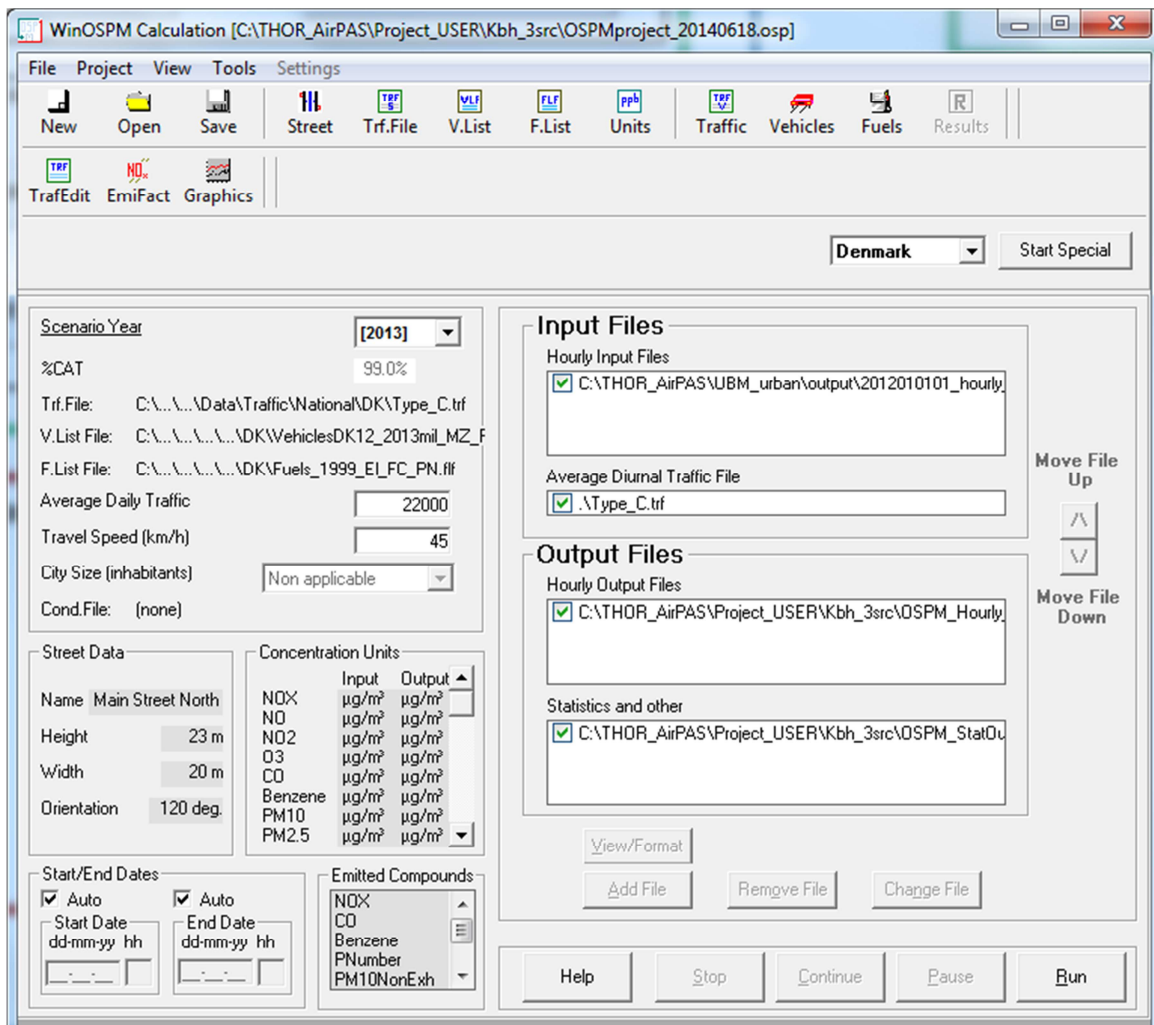 WinOSPM Calculation [C:\THOR_AirPAS\Project_USER\Kbh_3src\OSPMproject_20140618.osp]
File Project View Tools Settings
New Open Save Street Trf.File V.List F.List Units Traffic Vehicles Fuels Results
TrafEdit EmiFact Graphics
Denmark Start Special
Scenario Year [2013]
%CAT 99.0%
Trf.File: C:\...\...\Data\Traffic\National\DK\Type_C.trf
V.List File: C:\...\...\...\...\DK\VehiclesDK12_2013mil_MZ_F
F.List File: C:\...\...\...\...\DK\Fuels_1999_EI_FC_PN.flf
Average Daily Traffic 22000
Travel Speed (km/h) 45
City Size (inhabitants) Non applicable
Cond.File: (none)
Street Data
Name Main Street North
Height 23 m
Width 20 m
Orientation 120 deg.
Concentration Units
Input Output
NOX µg/m³ µg/m³
NO µg/m³ µg/m³
NO2 µg/m³ µg/m³
O3 µg/m³ µg/m³
CO µg/m³ µg/m³
Benzene µg/m³ µg/m³
PM10 µg/m³ µg/m³
PM2.5 µg/m³ µg/m³
Start/End Dates
Auto Auto
Start Date End Date
dd-mm-yy hh dd-mm-yy hh
__-__-__ __-__-__
Emitted Compounds
NOX
CO
Benzene
PNumber
PM10NonExh
Input Files
Hourly Input Files
C:\THOR_AirPAS\UBM_urban\output\2012010101_hourly_
Average Diurnal Traffic File
.\Type_C.trf
Output Files
Hourly Output Files
C:\THOR_AirPAS\Project_USER\Kbh_3src\OSPM_Hourly_
Statistics and other
C:\THOR_AirPAS\Project_USER\Kbh_3src\OSPM_StatOu
Move File
Up
/\
\/
Move File
Down
View/Format
Add File Remove File Change File
Help Stop Continue Pause Run